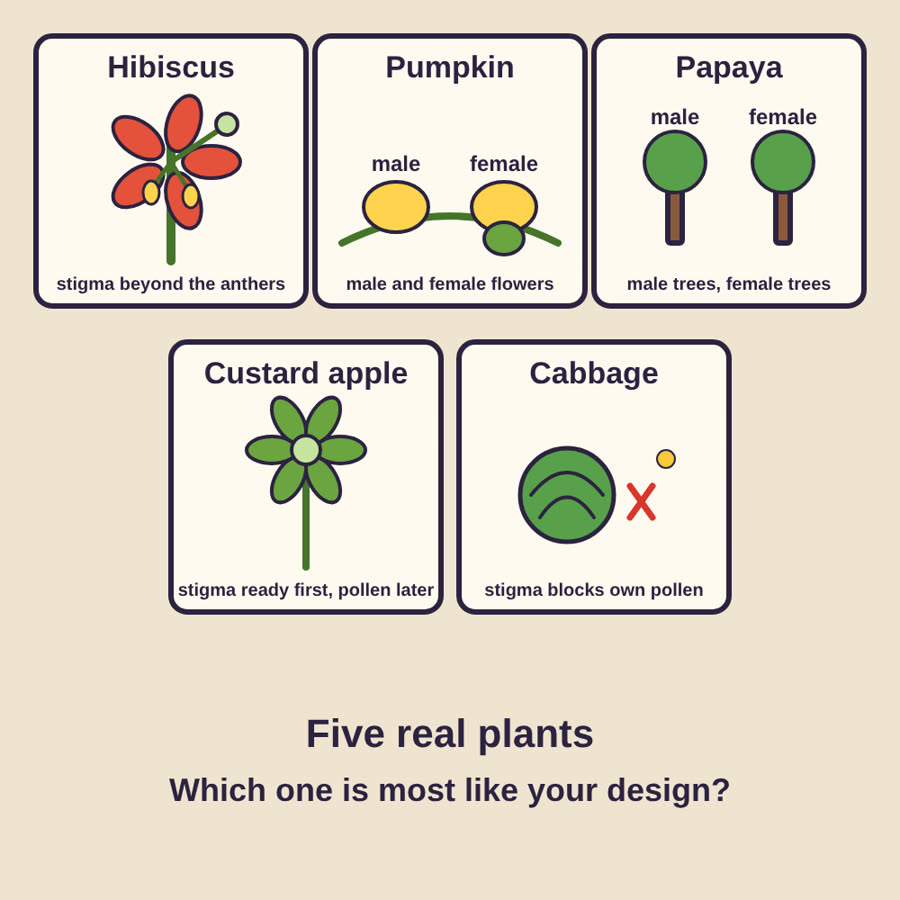 Hibiscus
stigma beyond the anthers
Pumpkin
male female
male and female flowers
Papaya
male female
male trees, female trees
Custard apple
stigma ready first, pollen later
Cabbage
stigma blocks own pollen
Five real plants
Which one is most like your design?